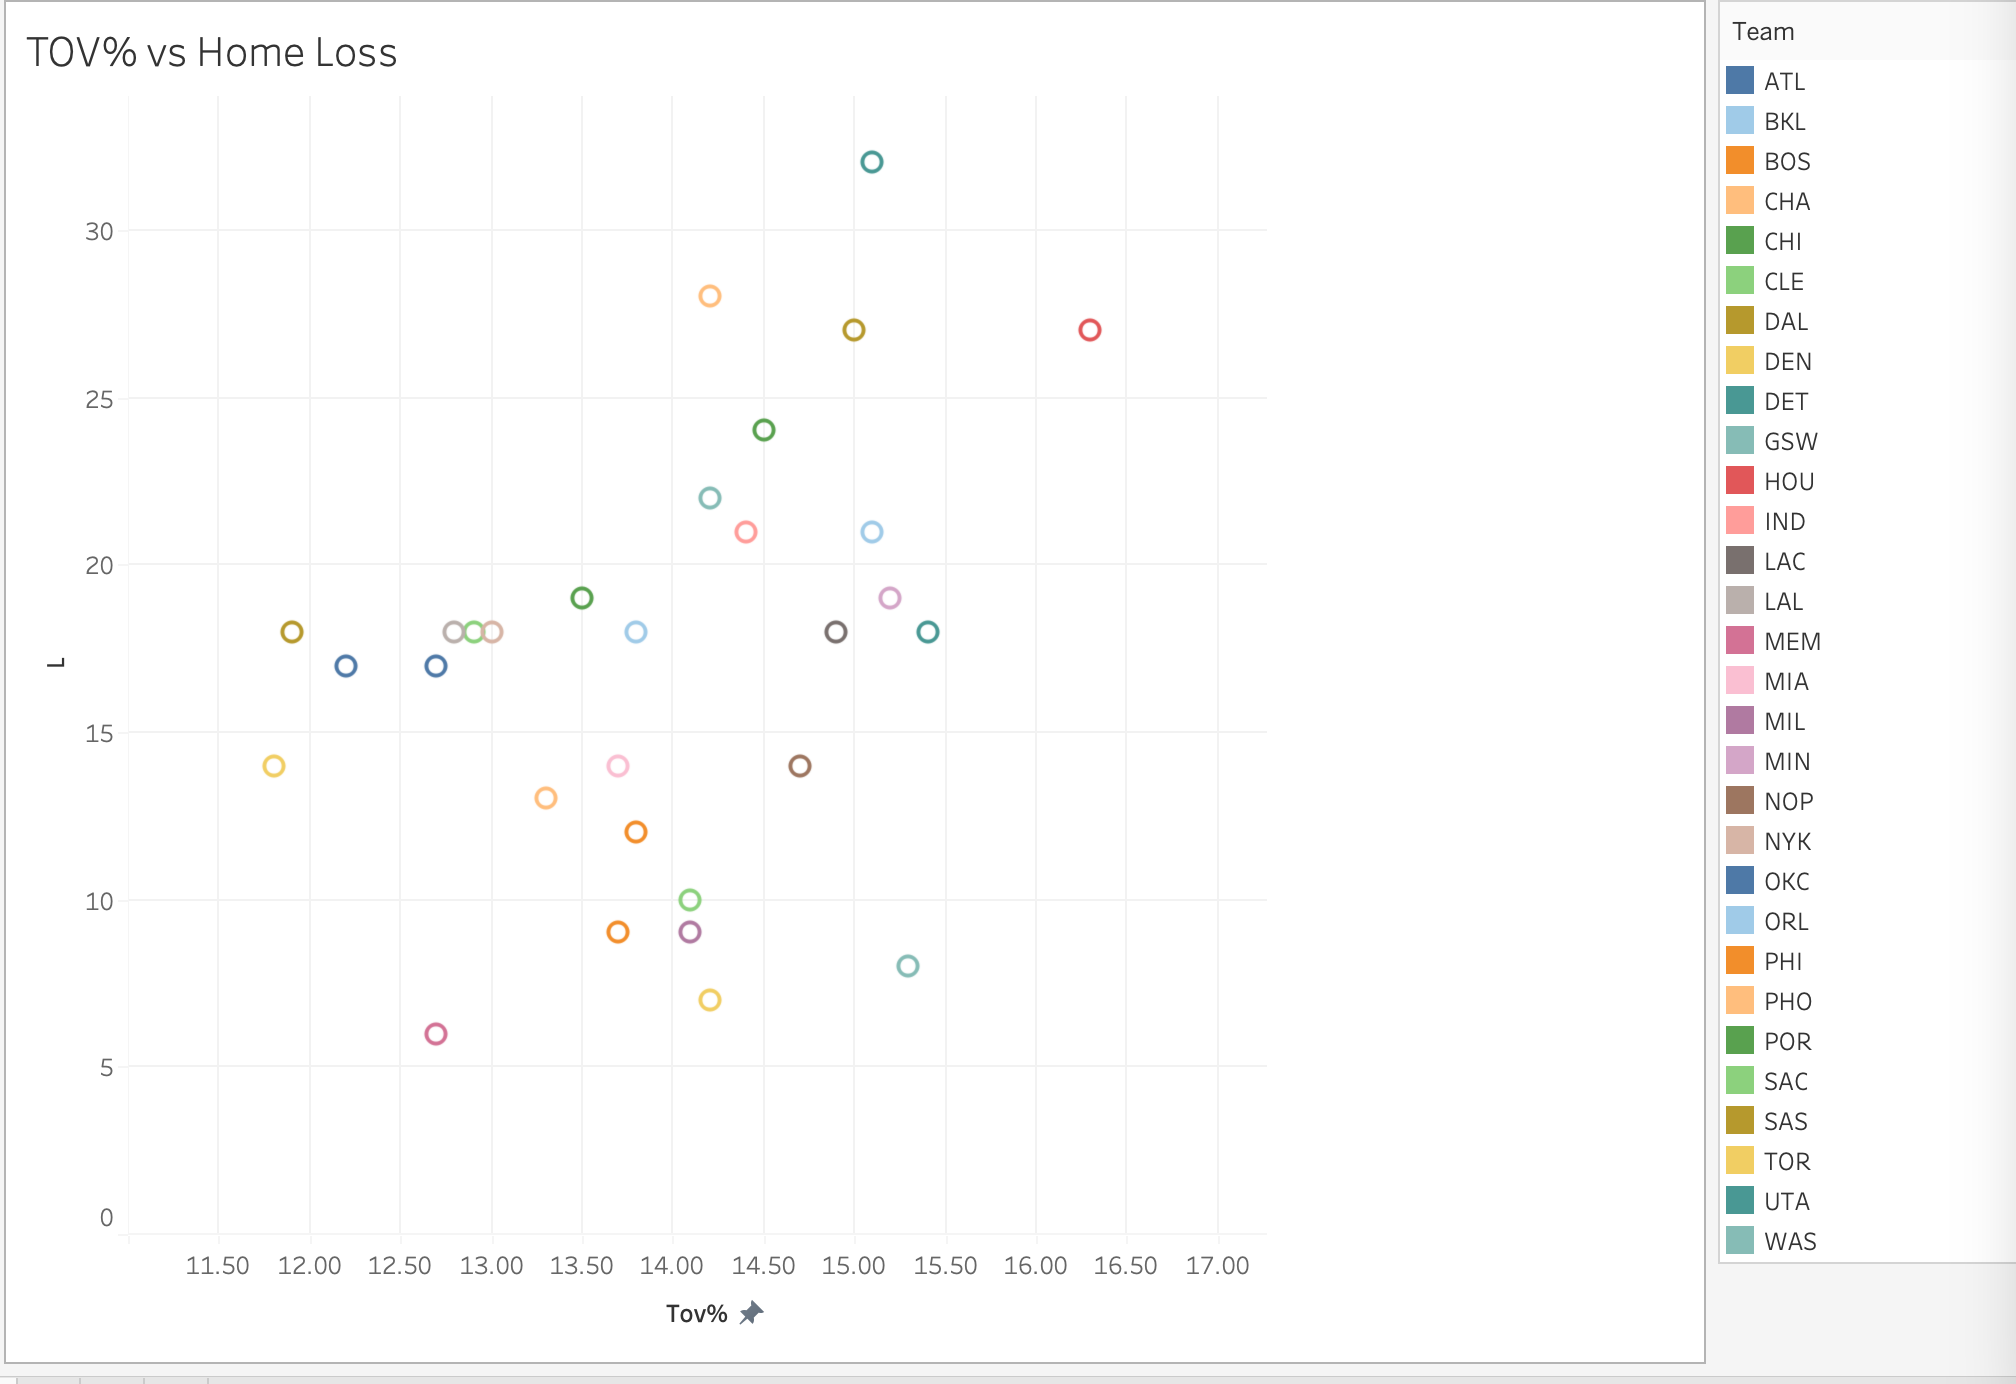 TOV% vs Home Loss
30
25
20
15
10
5
0
L
11.50 12.00 12.50 13.00 13.50 14.00 14.50 15.00 15.50 16.00 16.50 17.00
Tov%
Team
ATL
BKL
BOS
CHA
CHI
CLE
DAL
DEN
DET
GSW
HOU
IND
LAC
LAL
MEM
MIA
MIL
MIN
NOP
NYK
OKC
ORL
PHI
PHO
POR
SAC
SAS
TOR
UTA
WAS